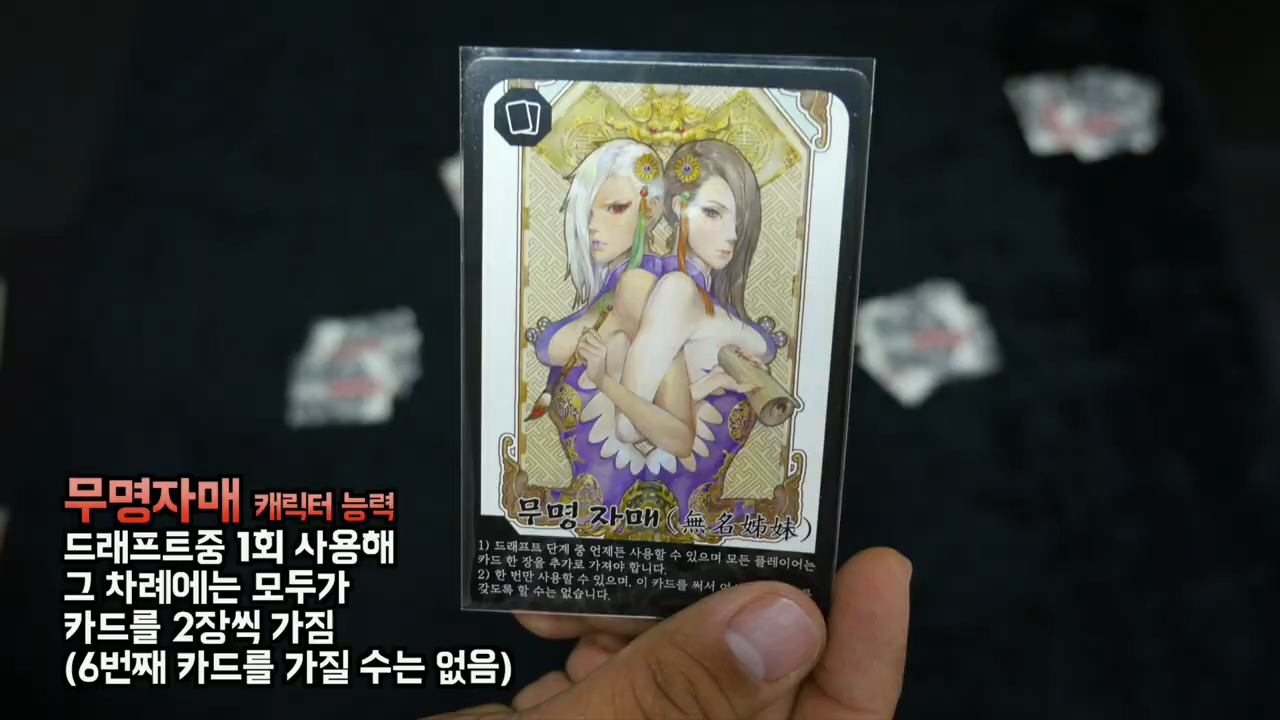 무명 자매 (無名姊妹)
1) 드래프트 단계 중 언제든 사용할 수 있으며 모든 플레이어는
카드 한 장을 추가로 가져야 합니다.
2) 한 번만 사용할 수 있으며, 이 카드를 써서
갖도록 할 수는 없습니다.
무명자매 캐릭터 능력
드래프트중 1회 사용해
그 차례에는 모두가
카드를 2장씩 가짐
(6번째 카드를 가질 수는 없음)